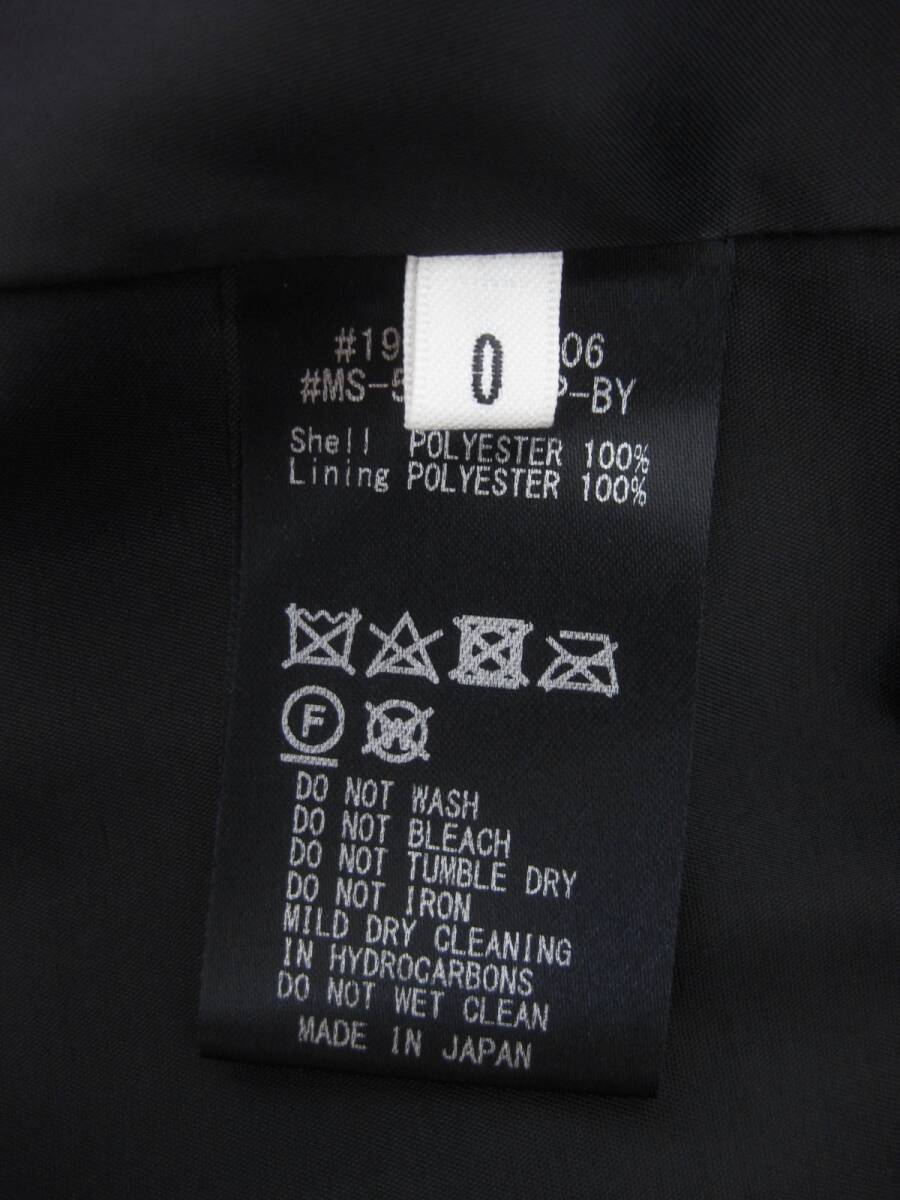 0
#19 06
#MS-5 P-BY
Shell POLYESTER 100%
Lining POLYESTER 100%
F
W
DO NOT WASH
DO NOT BLEACH
DO NOT TUMBLE DRY
DO NOT IRON
MILD DRY CLEANING
IN HYDROCARBONS
DO NOT WET CLEAN
MADE IN JAPAN